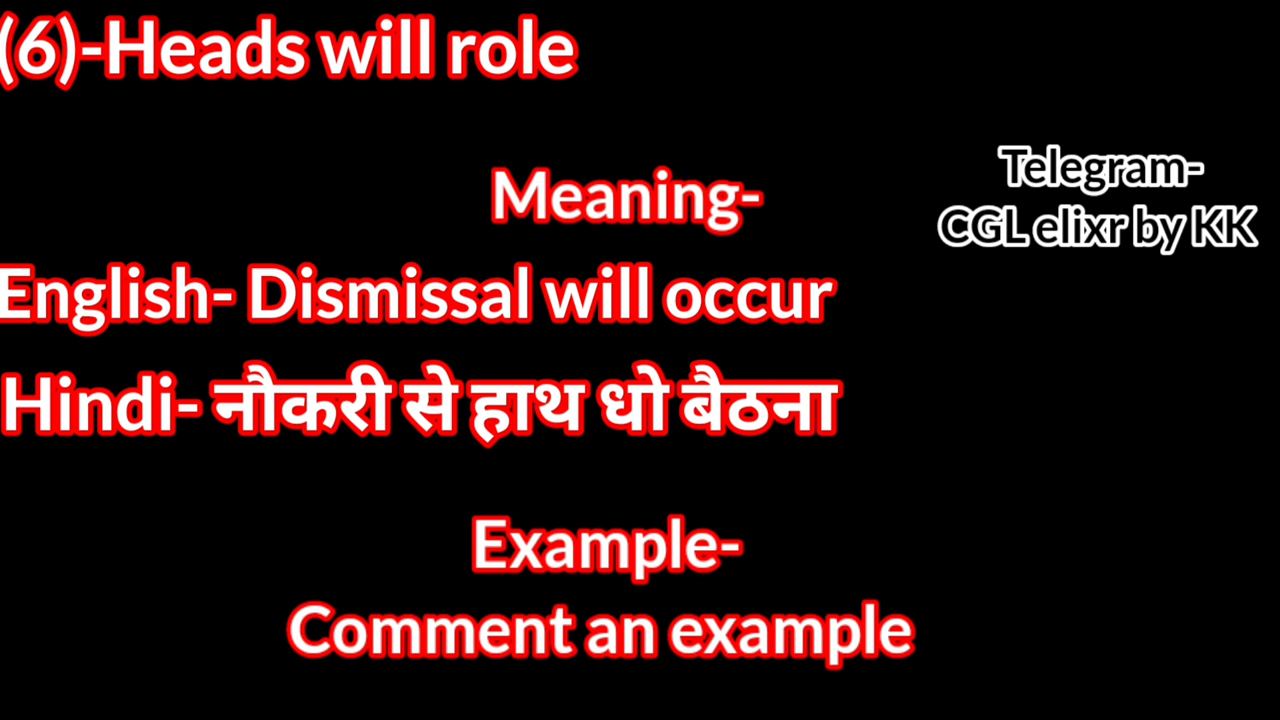 (6)-Heads will role
Meaning-
Telegram-
CGL elixr by KK
English- Dismissal will occur
Hindi- नौकरी से हाथ धो बैठना
Example-
Comment an example